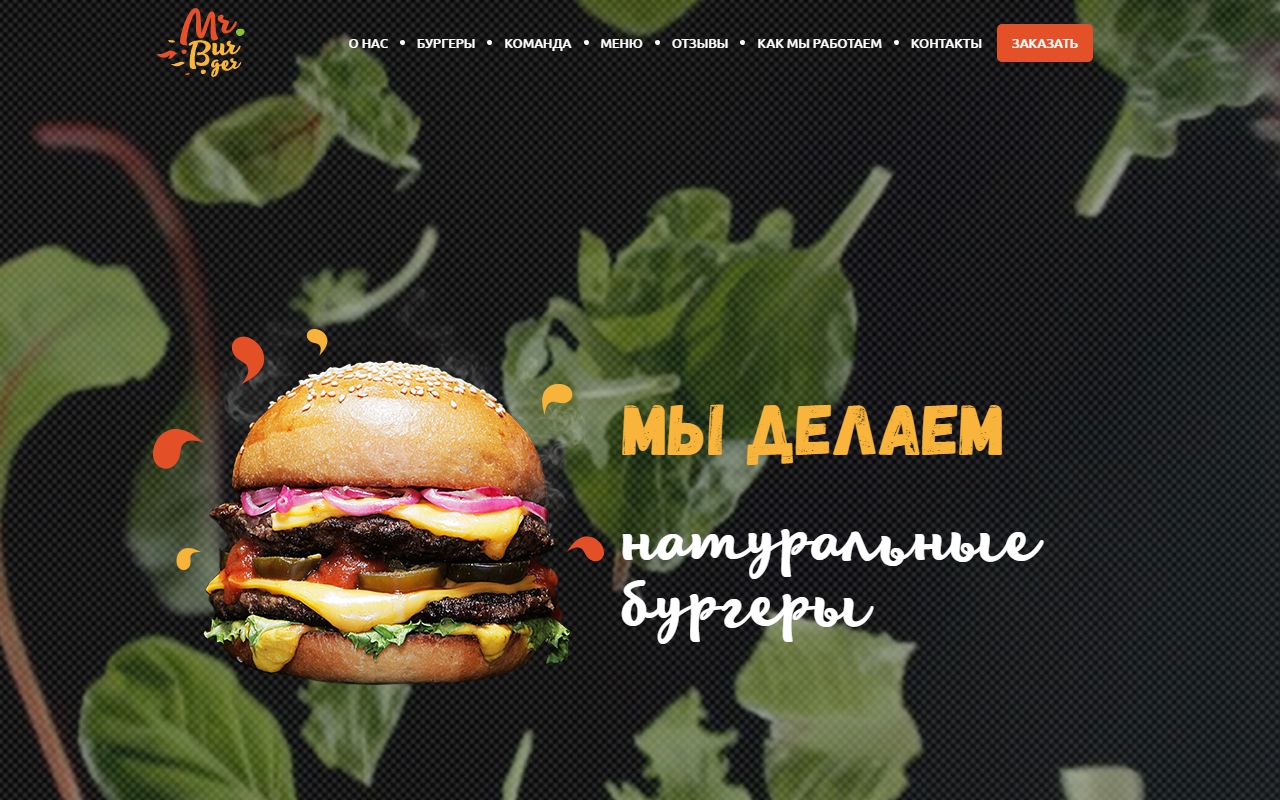 Mr.
Bur
ger
О НАС • БУРГЕРЫ • КОМАНДА • МЕНЮ • ОТЗЫВЫ • КАК МЫ РАБОТАЕМ • КОНТАКТЫ ЗАКАЗАТЬ
МЫ ДЕЛАЕМ
натуральные
бургеры